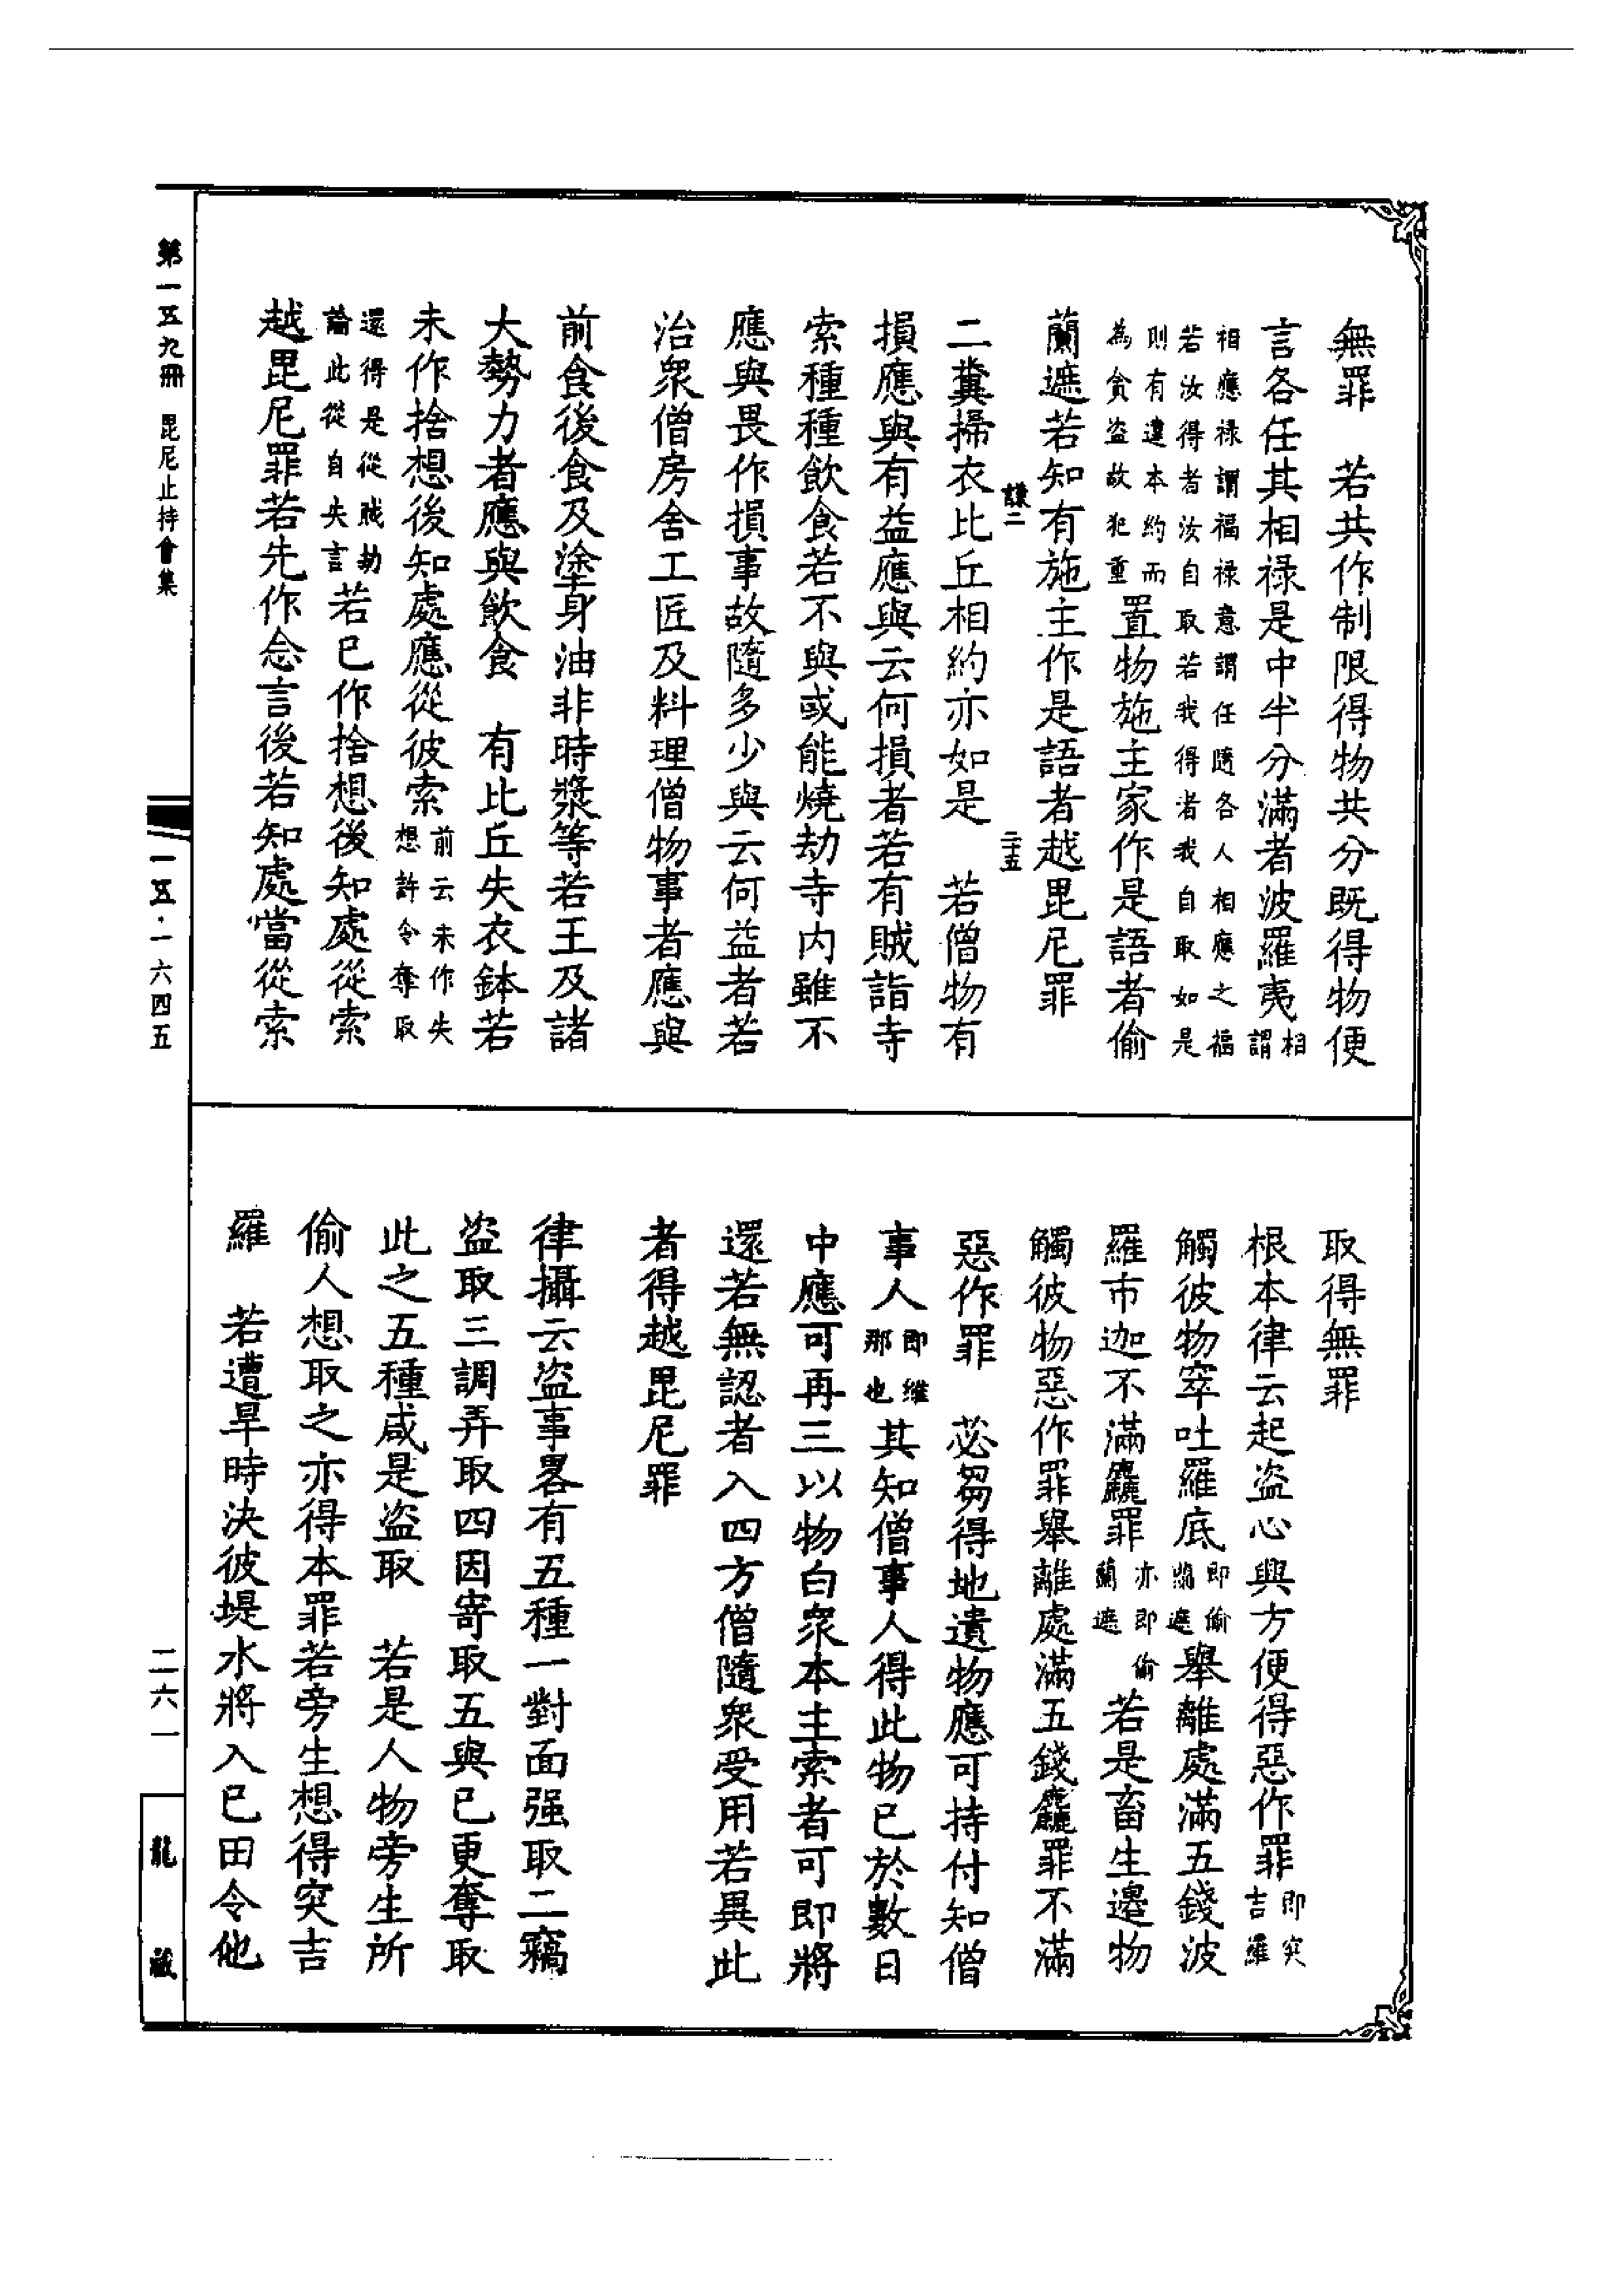 無罪　若共作制限得物共分既得物便
言各任其相祿是中半分滿者波羅夷相謂
相應祿謂福祿意謂任隨各人相應之福
若汝得者汝自取若我得者我自取如是
則有違本約而為貪盜故犯重置物施主家作是語者偷
蘭遮若知有施主作是語者越毘尼罪
謙二　二十五
二糞掃衣比丘相約亦如是　若僧物有
損應與有益應與云何損者若有賊詣寺
索種種飲食若不與或能燒劫寺內雖不
應與畏作損事故隨多少與云何益者若
治眾僧房舍工匠及料理僧物事者應與
前食後食及塗身油非時漿等若王及諸
大勢力者應與飲食　有比丘失衣鉢若
未作捨想後知處應從彼索前云未作失想許令奪取
還得是從賊劫論此從自失言若已作捨想後知處從索
越毘尼罪若先作念言後若知處當從索
取得無罪
根本律云起盜心興方便得惡作罪即突吉羅
觸彼物窣吐羅底即偷蘭遮舉離處滿五錢波
羅市迦不滿麤罪亦即偷蘭遮若是畜生邊物
觸彼物惡作罪舉離處滿五錢麤罪不滿
惡作罪　苾芻得地遺物應可持付知僧
事人即維那也其知僧事人得此物已於數日
中應可再三以物白眾本主索者可即將
還若無認者入四方僧隨眾受用若異此
者得越毘尼罪
律攝云盜事畧有五種一對面强取二竊
盜取三調弄取四因寄取五與已更奪取
此之五種咸是盜取　若是人物旁生所
偷人想取之亦得本罪若旁生想得突吉
羅　若遭旱時決彼堤水將入已田令他
第一五九冊　毘尼止持會集
一五·一六四五
二六一
龍藏